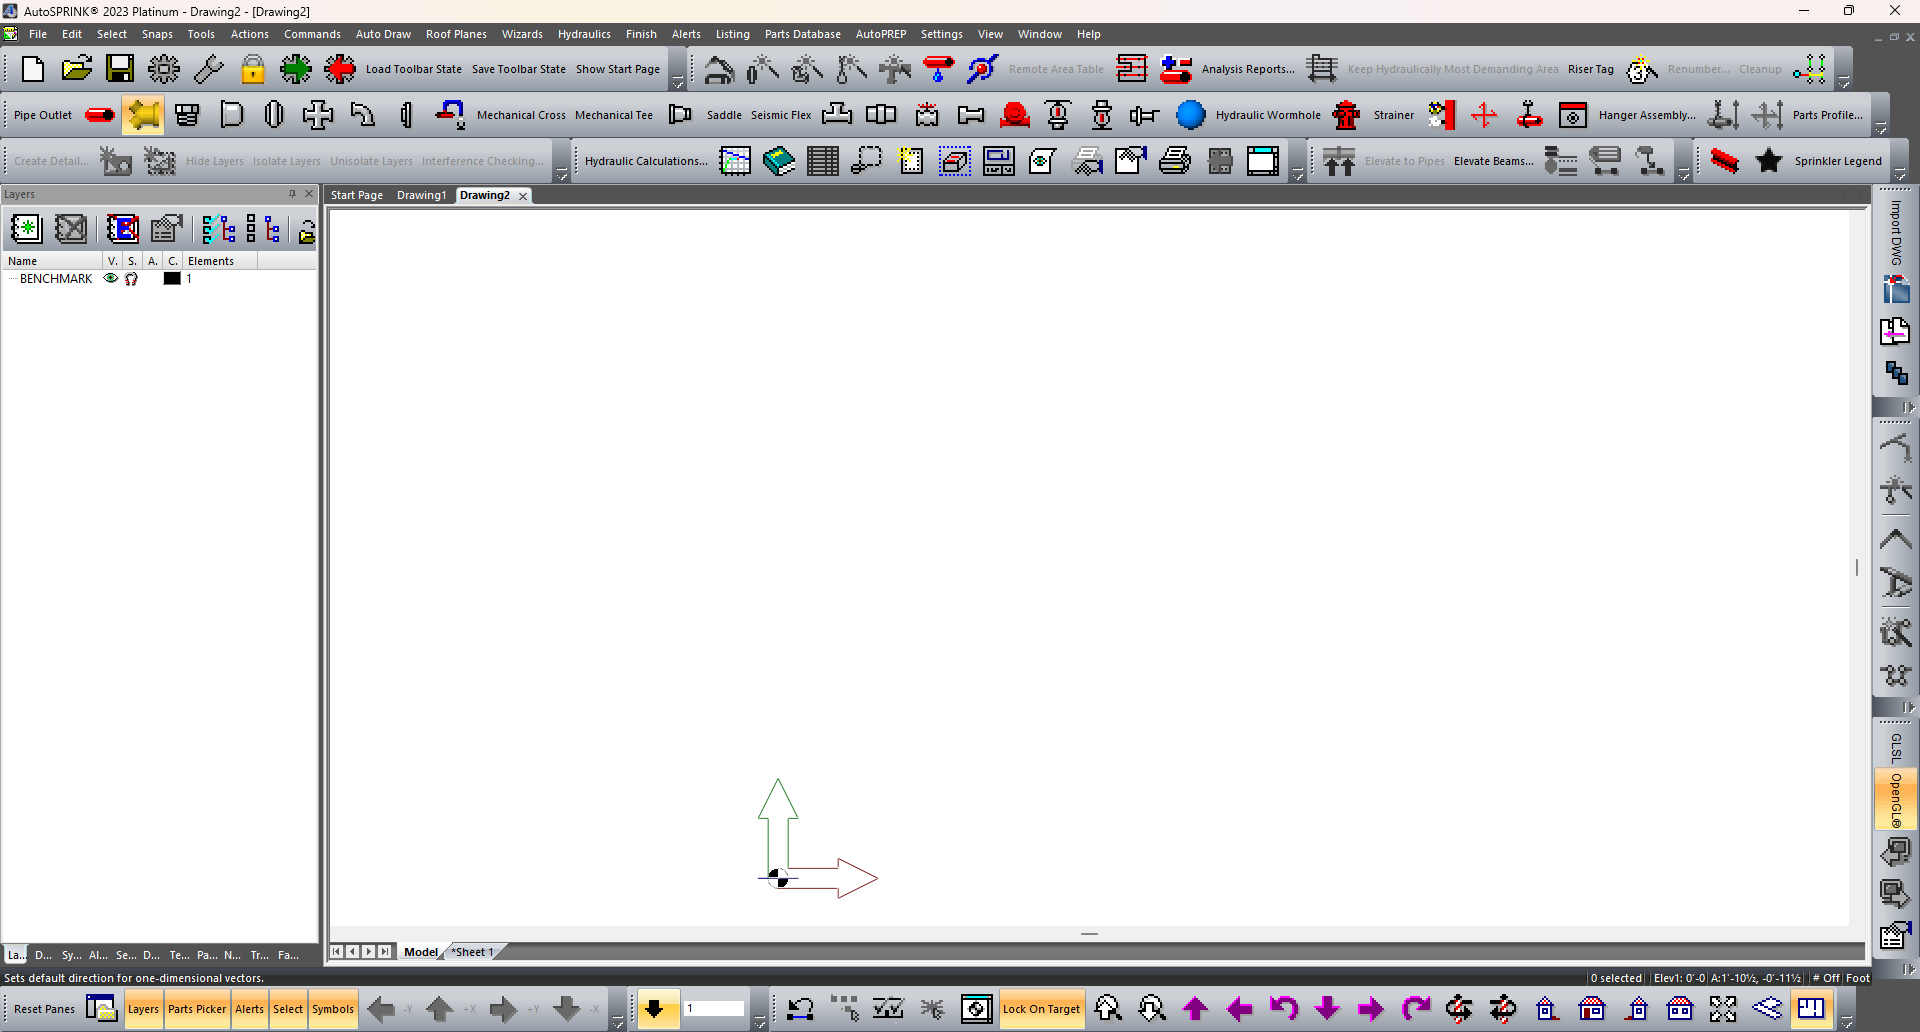 AutoSPRINK® 2023 Platinum - Drawing2 - [Drawing2]
File Edit Select Snaps Tools Actions Commands Auto Draw Roof Planes Wizards Hydraulics Finish Alerts Listing Parts Database AutoPREP Settings View Window Help
Load Toolbar State Save Toolbar State Show Start Page Remote Area Table Analysis Reports... Keep Hydraulically Most Demanding Area Riser Tag Renumber... Cleanup
Pipe Outlet Mechanical Cross Mechanical Tee Saddle Seismic Flex Hydraulic Wormhole Strainer Hanger Assembly... Parts Profile...
Create Detail... Hide Layers Isolate Layers Unisolate Layers Interference Checking... Hydraulic Calculations... Elevate to Pipes Elevate Beams... Sprinkler Legend
Layers
Start Page Drawing1 Drawing2
Name V. S. A. C. Elements
BENCHMARK 1
Import DWG
GLSL
OpenGL®
Model *Sheet 1
La... D... Sy... Al... Se... D... Te... Pa... N... Tr... Fa...
Sets default direction for one-dimensional vectors.
0 selected Elev1: 0'-0 A:1'-10½, -0'-11½ # Off Foot
Reset Panes Layers Parts Picker Alerts Select Symbols -Y +X +Y -X 1 Lock On Target